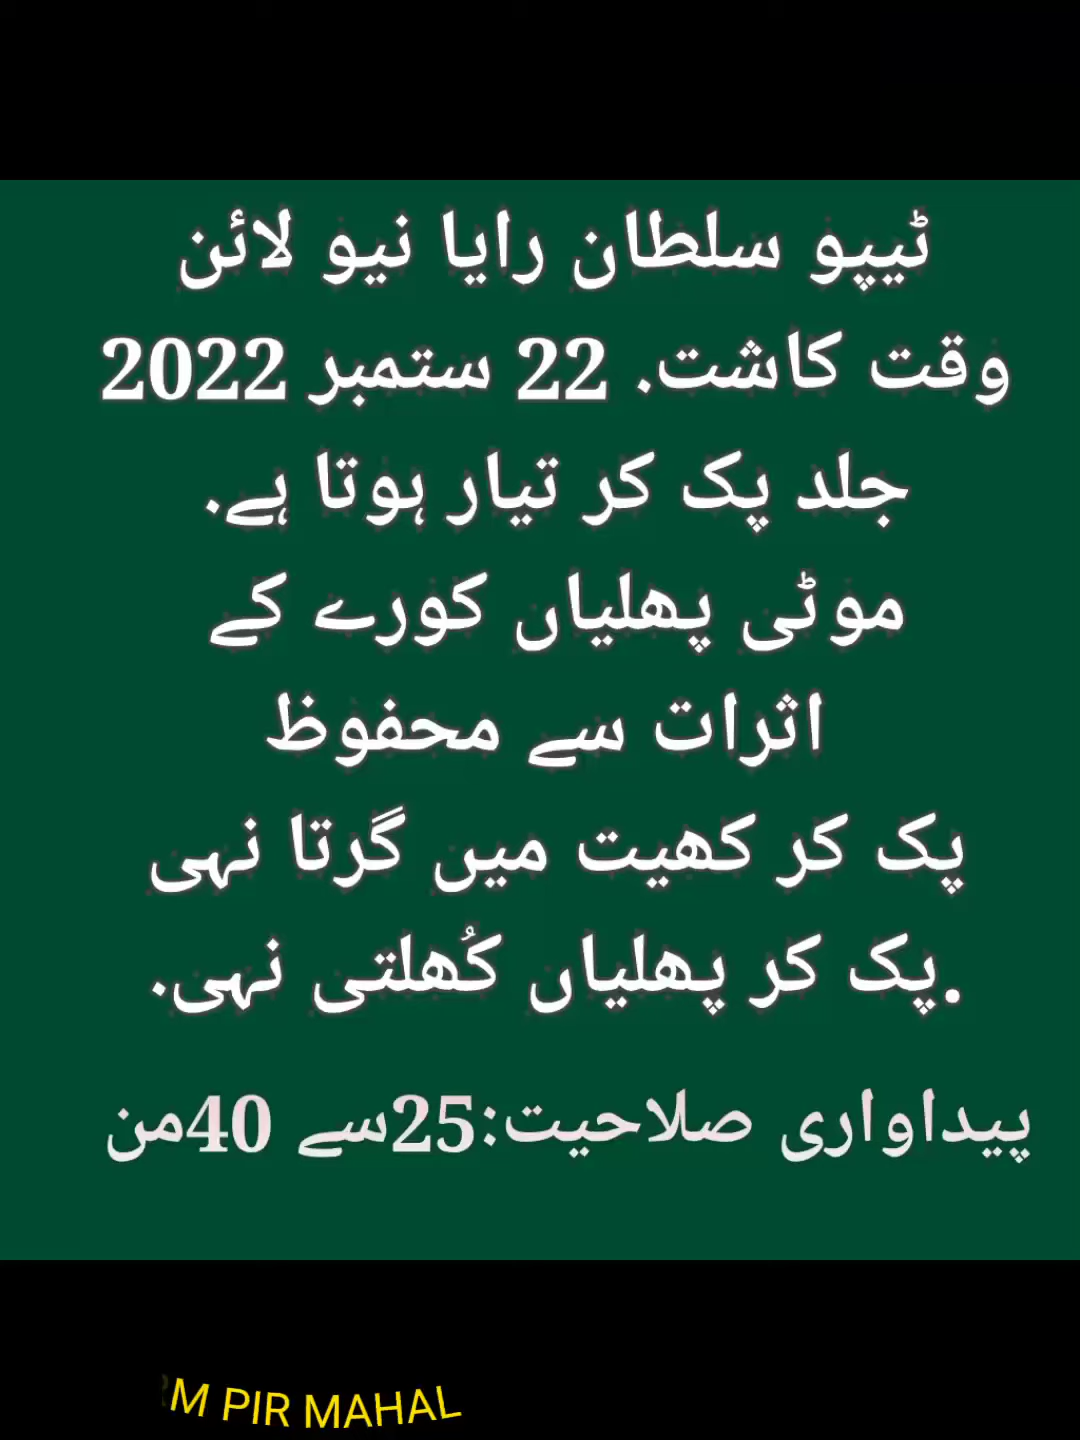 ٹیپو سلطان رایا نیو لائن
وقت کاشت. 22 ستمبر 2022
جلد پک کر تیار ہوتا ہے.
موٹی پھلیاں کورے کے
اثرات سے محفوظ
پک کر کھیت میں گرتا نہی
.پک کر پھلیاں کُھلتی نہی.
پیداواری صلاحیت:25سے 40من
PIR MAHAL